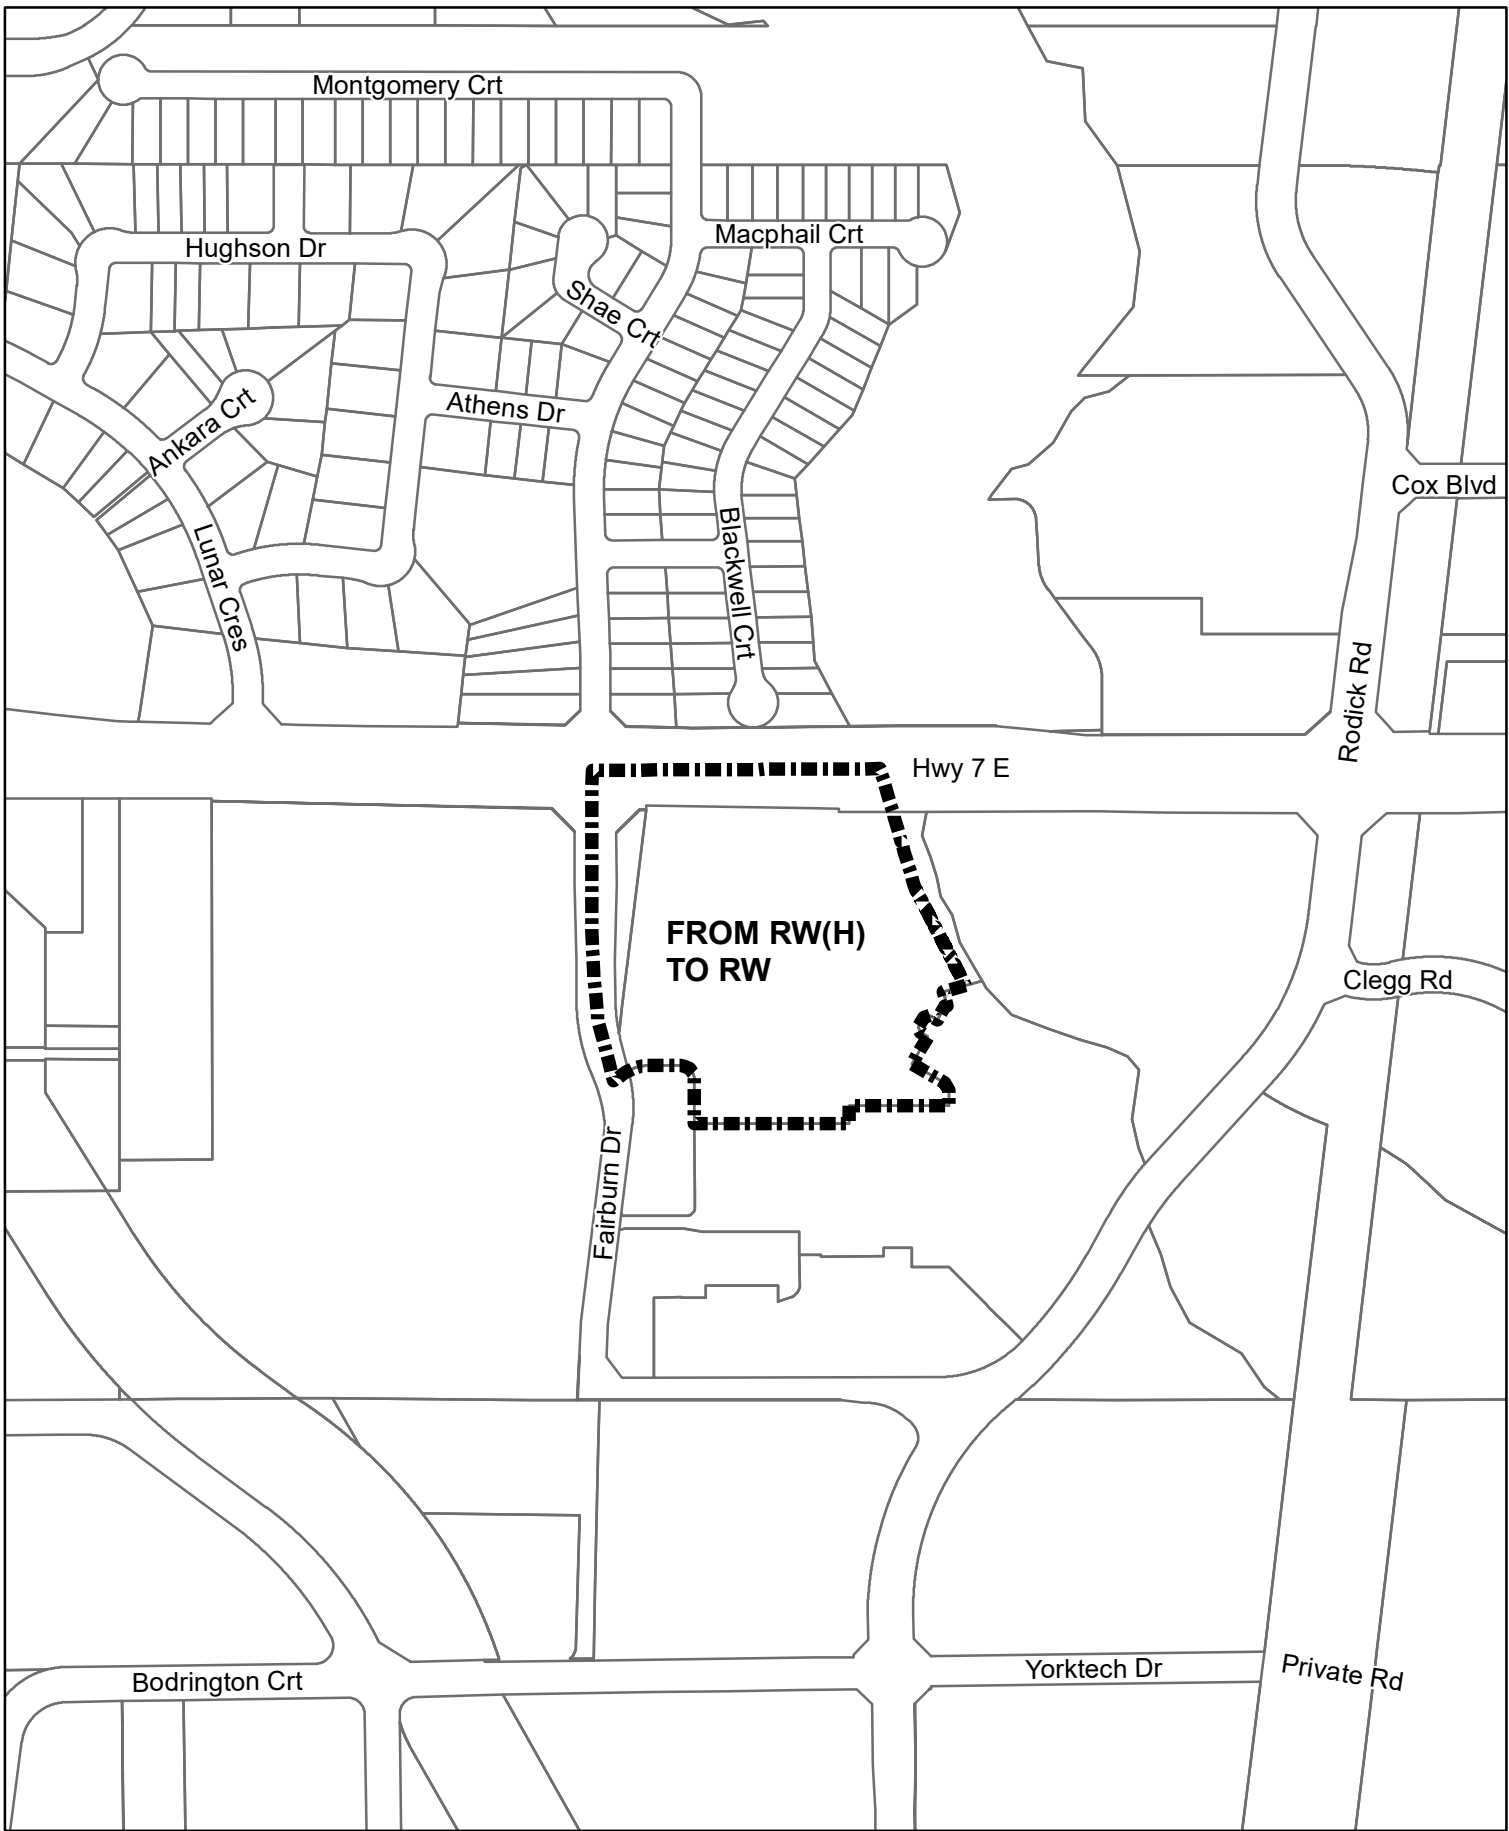 Montgomery Crt
Hughson Dr
Macphail Crt
Shae Crt
Ankara Crt
Athens Dr
Cox Blvd
Lunar Cres
Blackwell Crt
Rodick Rd
Hwy 7 E
FROM RW(H)
TO RW
Clegg Rd
Fairburn Dr
Bodrington Crt
Yorktech Dr
Private Rd